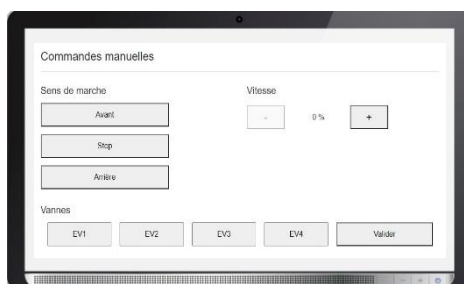 Commandes manuelles
Sens de marche
Vitesse
Avant
- 0 % +
Stop
Arrière
Vannes
EV1 EV2 EV3 EV4 Valider